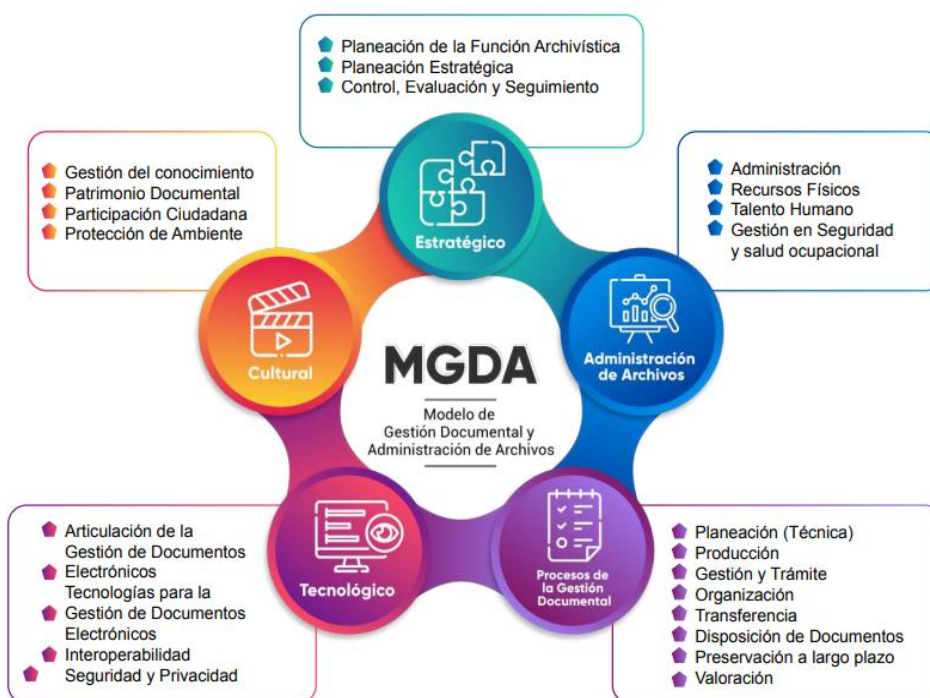 Planeación de la Función Archivística
Planeación Estratégica
Control, Evaluación y Seguimiento
Gestión del conocimiento
Patrimonio Documental
Participación Ciudadana
Protección de Ambiente
Administración
Recursos Físicos
Talento Humano
Gestión en Seguridad
y salud ocupacional
Estratégico
Cultural
Administración
de Archivos
MGDA
Modelo de
Gestión Documental y
Administración de Archivos
Tecnológico
Procesos de
la Gestión
Documental
Articulación de la
Gestión de Documentos
Electrónicos
Tecnologías para la
Gestión de Documentos
Electrónicos
Interoperabilidad
Seguridad y Privacidad
Planeación (Técnica)
Producción
Gestión y Trámite
Organización
Transferencia
Disposición de Documentos
Preservación a largo plazo
Valoración